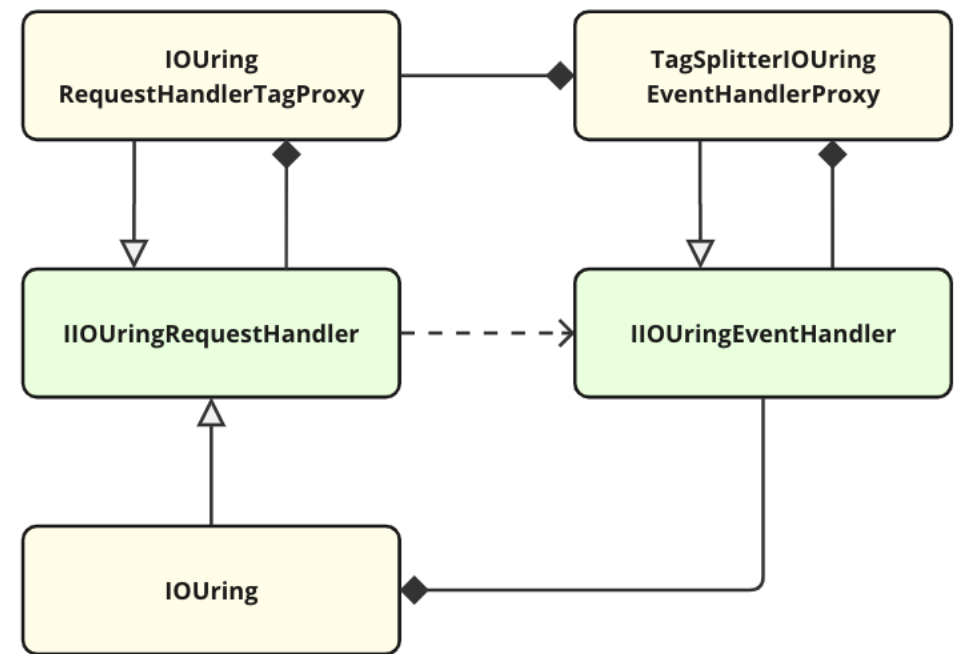 IOUring
RequestHandlerTagProxy
TagSplitterIOUring
EventHandlerProxy
IIOUringRequestHandler
IIOUringEventHandler
IOUring